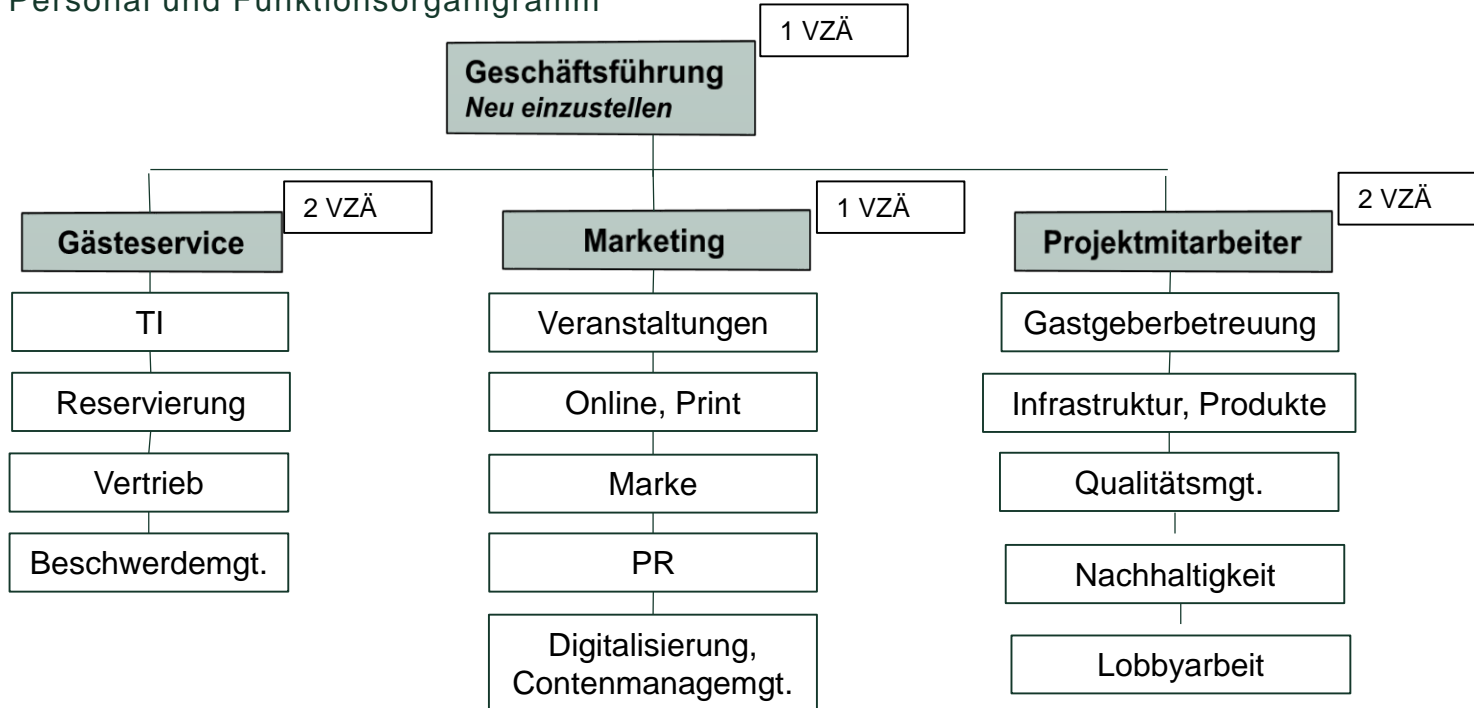 Personal und Funktionsorganigramm
1 VZÄ
Geschäftsführung
Neu einzustellen
2 VZÄ
Gästeservice
TI
Reservierung
Vertrieb
Beschwerdemgt.
1 VZÄ
Marketing
Veranstaltungen
Online, Print
Marke
PR
Digitalisierung,
Contenmanagemgt.
2 VZÄ
Projektmitarbeiter
Gastgeberbetreuung
Infrastruktur, Produkte
Qualitätsmgt.
Nachhaltigkeit
Lobbyarbeit